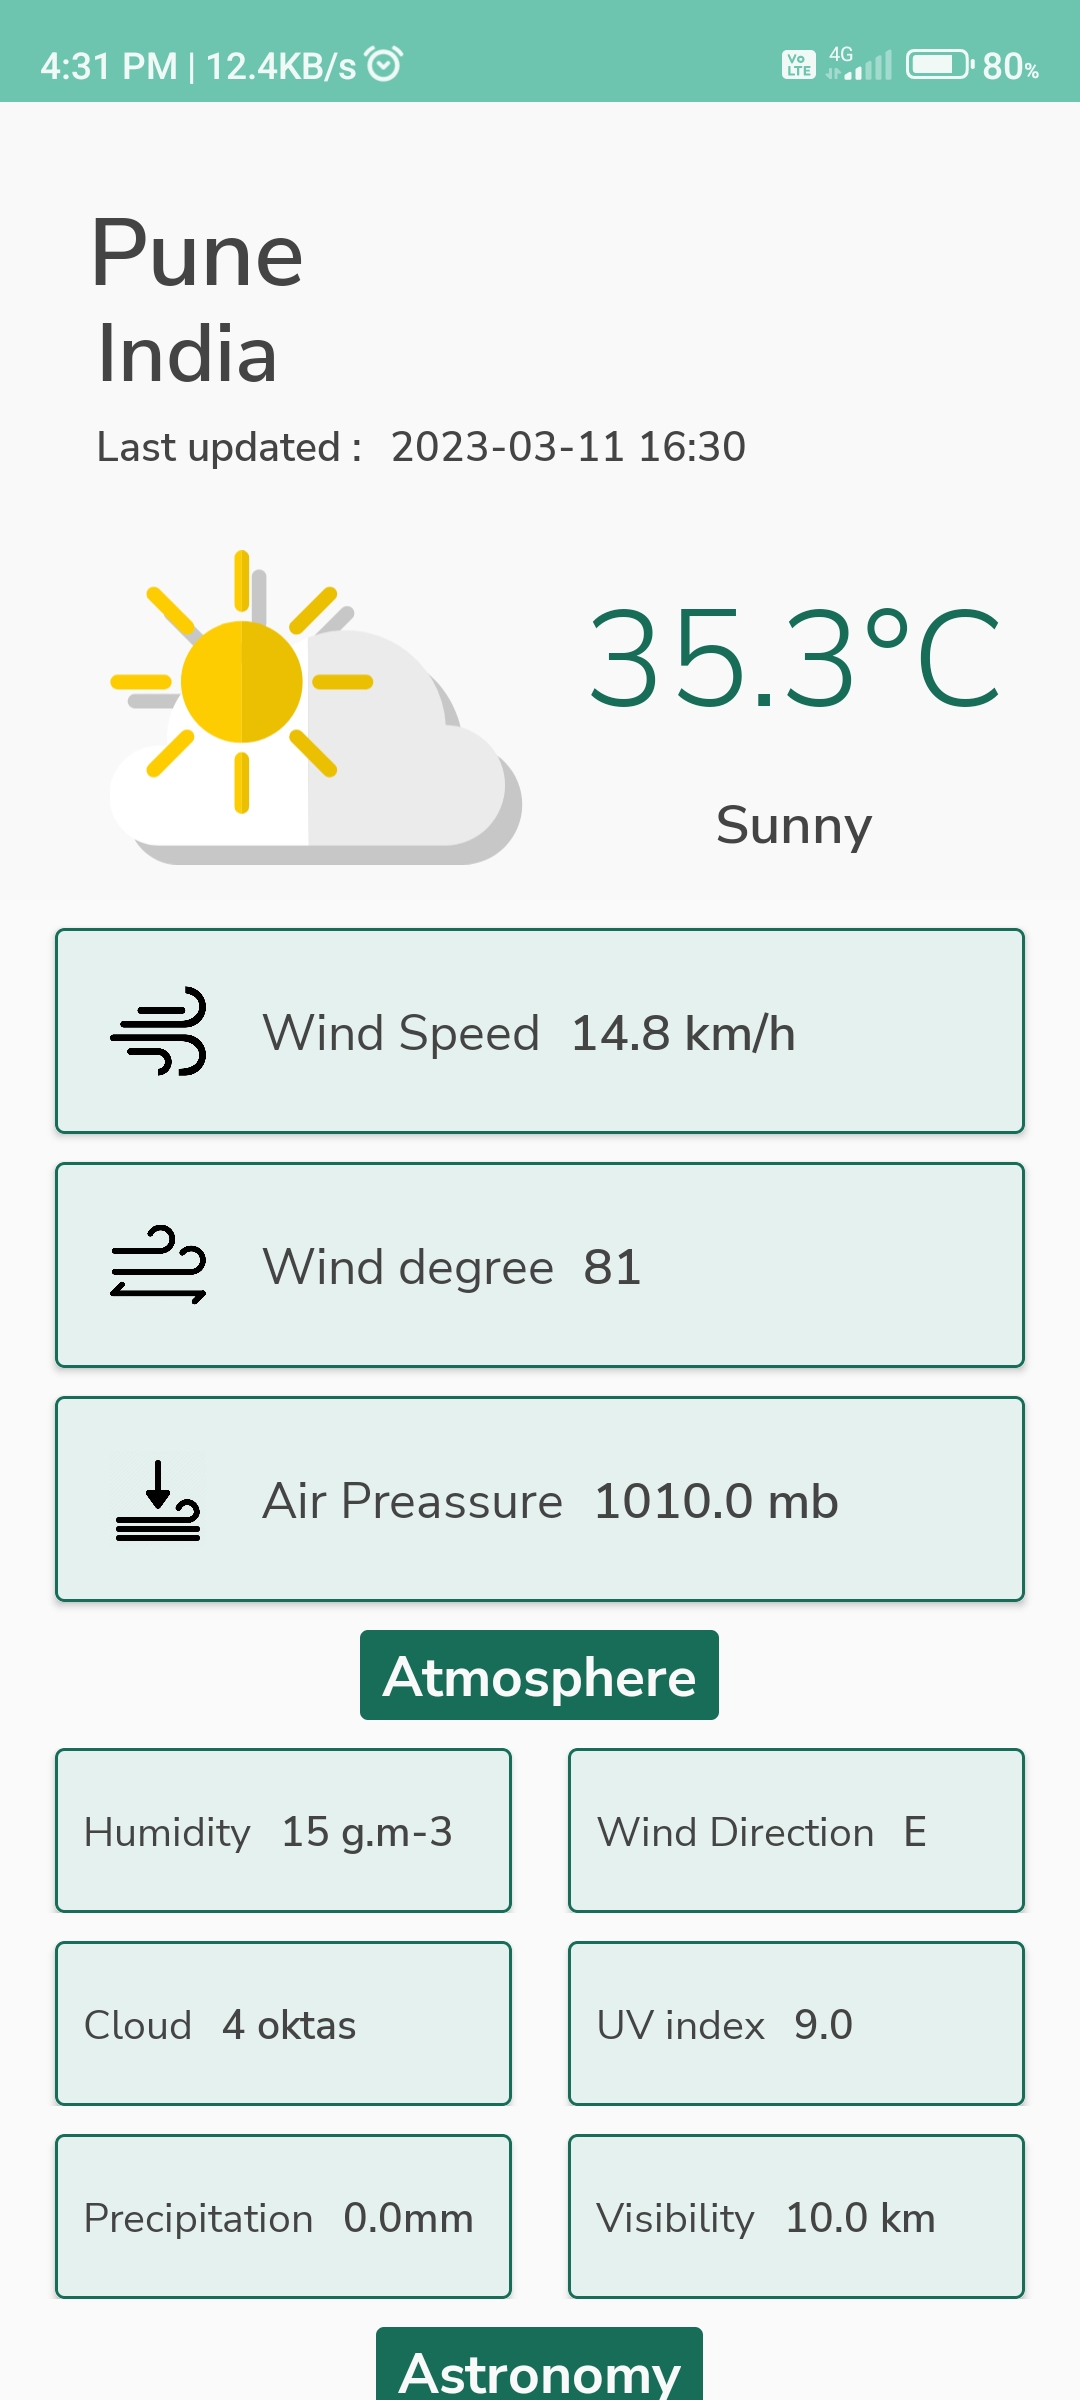 4:31 PM | 12.4KB/s Vo LTE 4G 80%
Pune
India
Last updated : 2023-03-11 16:30
35.3°C
Sunny
Wind Speed 14.8 km/h
Wind degree 81
Air Preassure 1010.0 mb
Atmosphere
Humidity 15 g.m-3 Wind Direction E
Cloud 4 oktas UV index 9.0
Precipitation 0.0mm Visibility 10.0 km
Astronomy